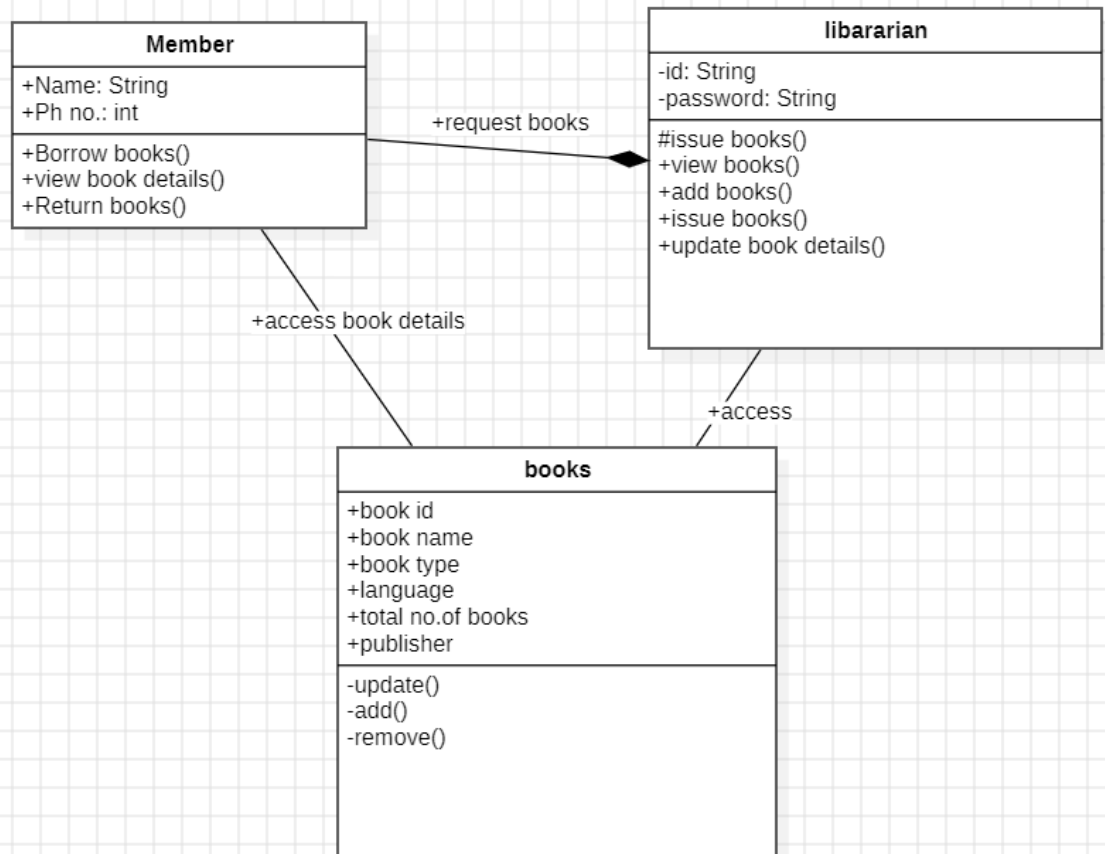 Member
+Name: String
+Ph no.: int
+Borrow books()
+view book details()
+Return books()
+request books
libararian
-id: String
-password: String
#issue books()
+view books()
+add books()
+issue books()
+update book details()
+access book details
+access
books
+book id
+book name
+book type
+language
+total no.of books
+publisher
-update()
-add()
-remove()